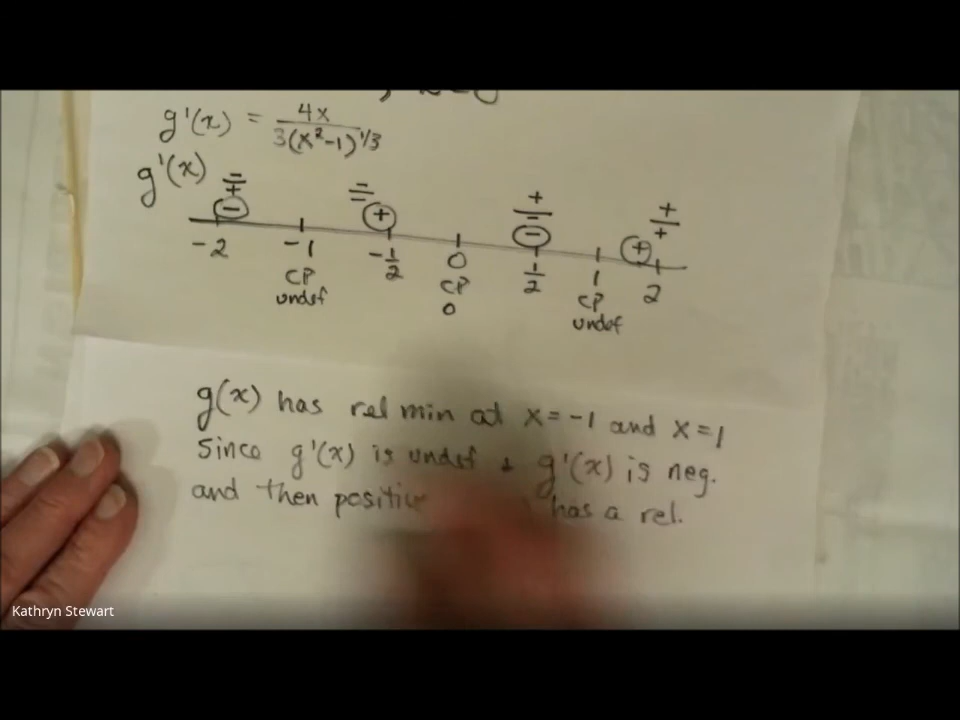 g'(x) = 4x / 3(x²-1)^1/3
g'(x)
- + + - - + + +
- + - +
-2 -1 -1/2 0 1/2 1 2
CP CP CP
undef 0 undef
g(x) has rel min at x=-1 and x=1
Since g'(x) is undef + g'(x) is neg.
and then positive has a rel.
Kathryn Stewart